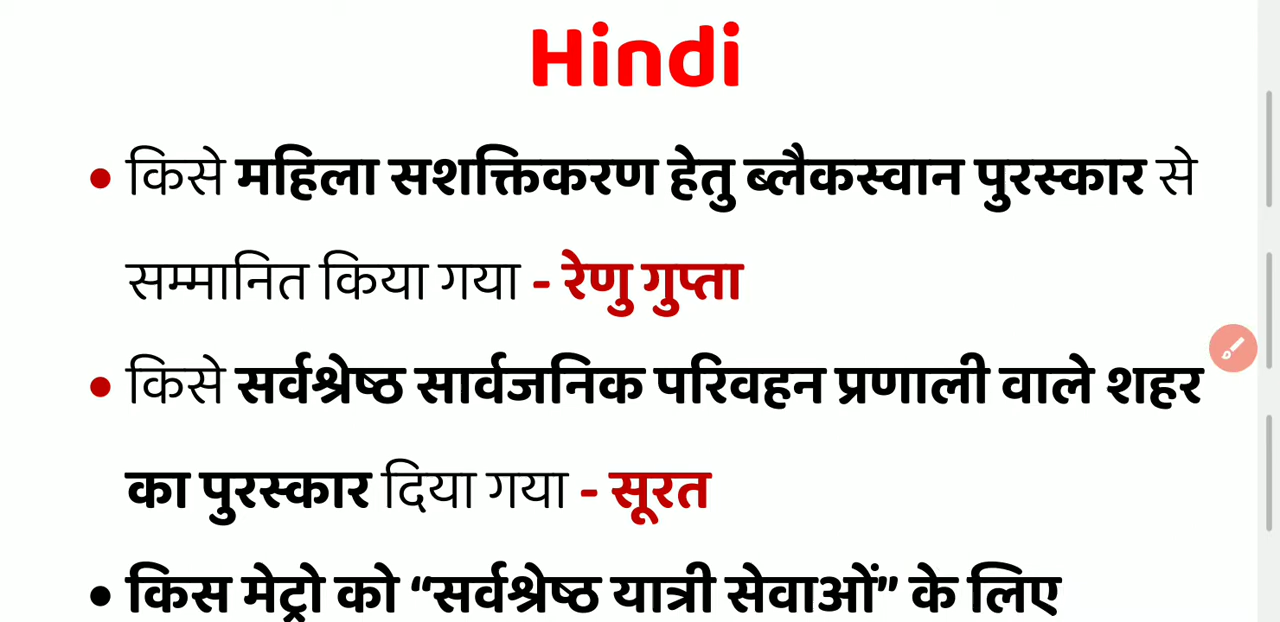 Hindi
• किसे महिला सशक्तिकरण हेतु ब्लैकस्वान पुरस्कार से
सम्मानित किया गया - रेणु गुप्ता
• किसे सर्वश्रेष्ठ सार्वजनिक परिवहन प्रणाली वाले शहर
का पुरस्कार दिया गया - सूरत
• किस मेट्रो को “सर्वश्रेष्ठ यात्री सेवाओं” के लिए